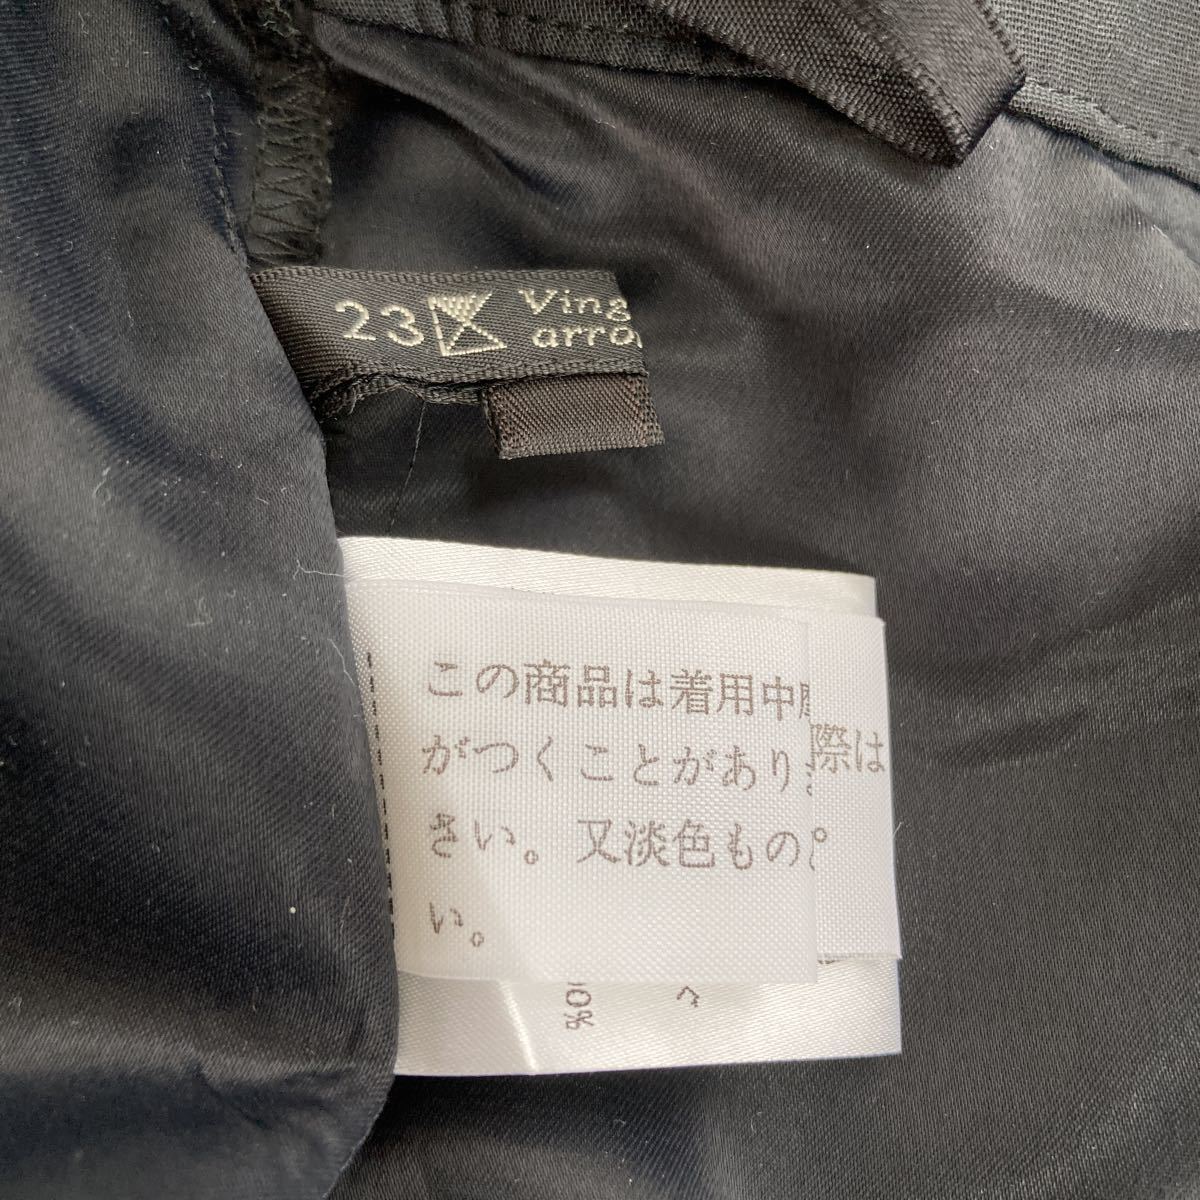 23 Ving
arro
この商品は着用中
がつくことがあり
際は
さい。又淡色もの
い。
10%